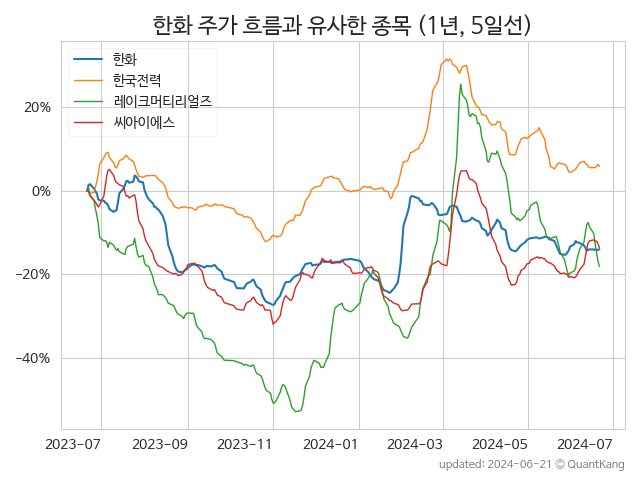 한화 주가 흐름과 유사한 종목 (1년, 5일선)
한화
한국전력
레이크머티리얼즈
씨아이에스
20%
0%
−20%
−40%
2023-07
2023-09
2023-11
2024-01
2024-03
2024-05
2024-07
updated: 2024-06-21 © QuantKang